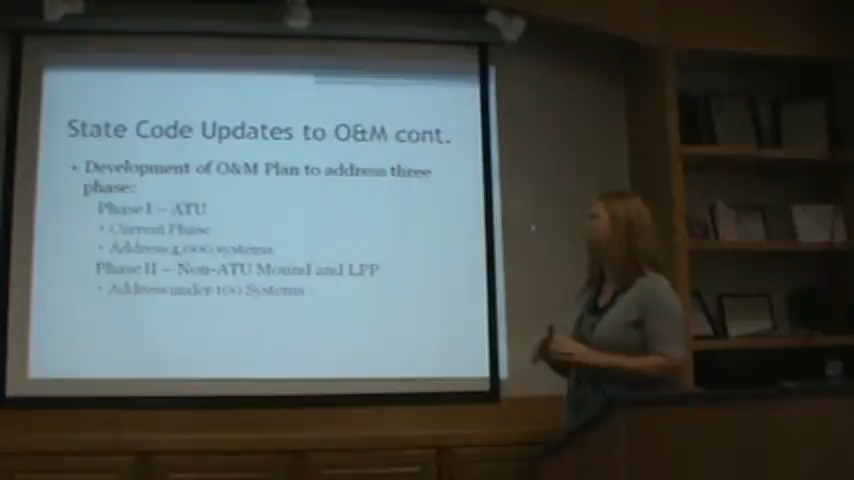 State Code Updates to O&M cont.
• Development of O&M Plan to address three
phase:
Phase I – ATU
• Current Phase
• Address 4,000 systems
Phase II – Non-ATU Mound and LPP
• Address under 100 Systems